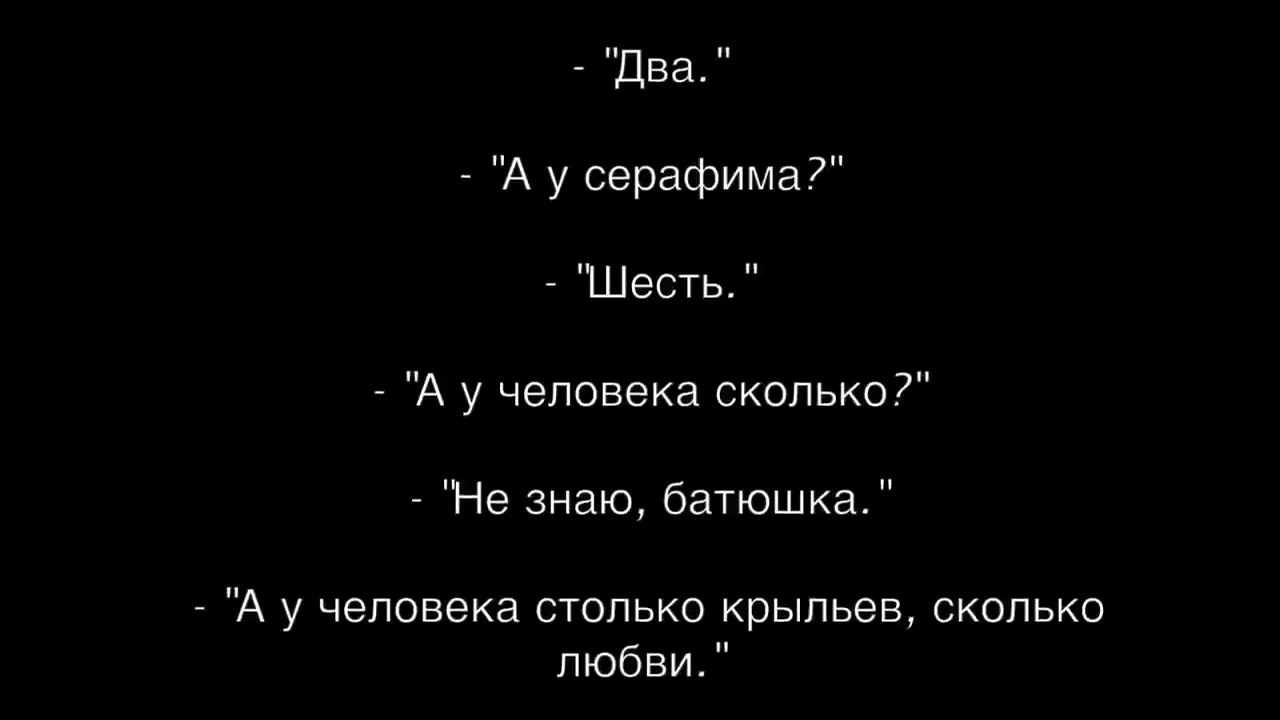 - "Два."
- "А у серафима?"
- "Шесть."
- "А у человека сколько?"
- "Не знаю, батюшка."
- "А у человека столько крыльев, сколько
любви."